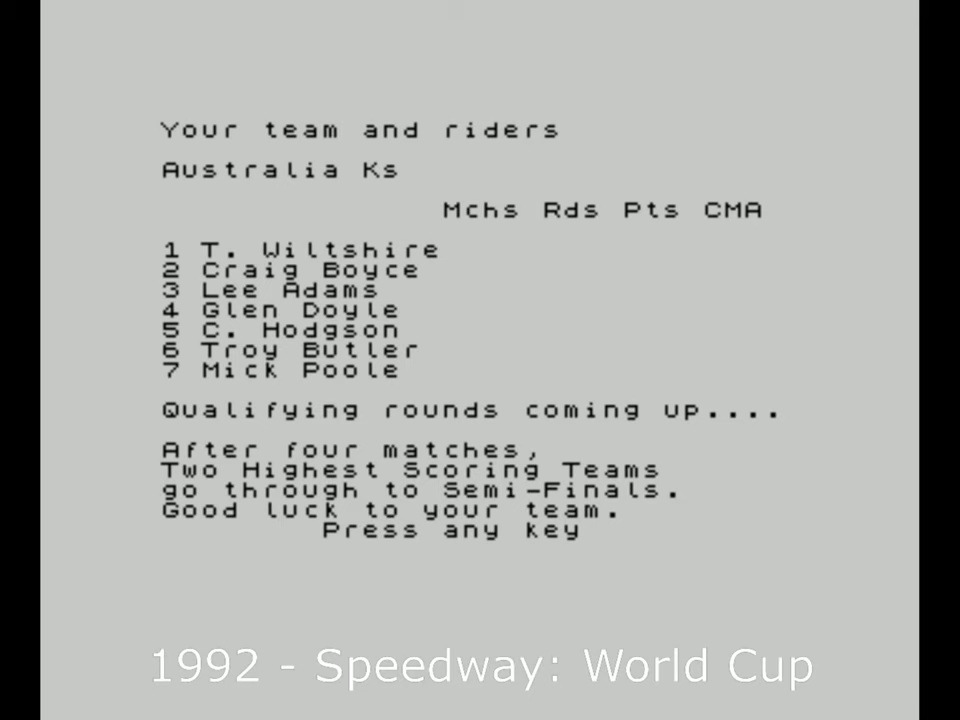 Your team and riders
Australia Ks
Mchs Rds Pts CMA
1 T. Wiltshire
2 Craig Boyce
3 Lee Adams
4 Glen Doyle
5 C. Hodgson
6 Troy Butler
7 Mick Poole
Qualifying rounds coming up....
After four matches,
Two Highest Scoring Teams
go through to Semi-Finals.
Good luck to your team.
Press any key
1992 - Speedway: World Cup